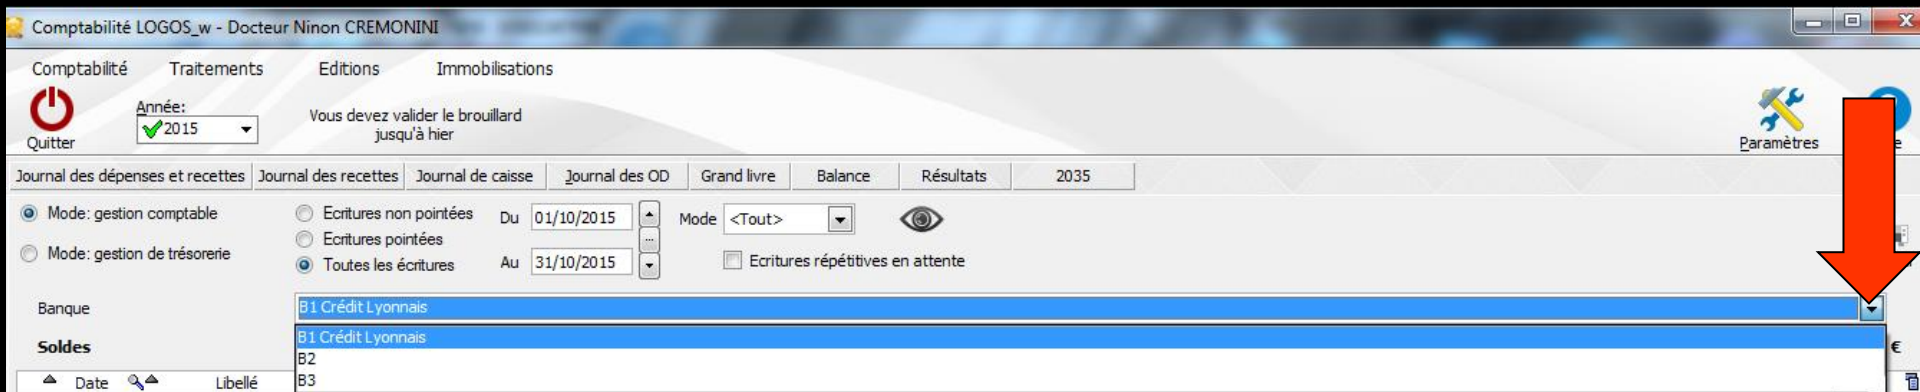 Comptabilité LOGOS_w - Docteur Ninon CREMONINI
Comptabilité Traitements Editions Immobilisations
Année:
2015
Vous devez valider le brouillard
jusqu'à hier
Quitter
Paramètres
Journal des dépenses et recettes Journal des recettes Journal de caisse Journal des OD Grand livre Balance Résultats 2035
Mode: gestion comptable
Mode: gestion de trésorerie
Ecritures non pointées
Ecritures pointées
Toutes les écritures
Du 01/10/2015
...
Au 31/10/2015
Mode <Tout>
Ecritures répétitives en attente
Banque B1 Crédit Lyonnais
B1 Crédit Lyonnais
Soldes €
B2
Date Libellé
B3